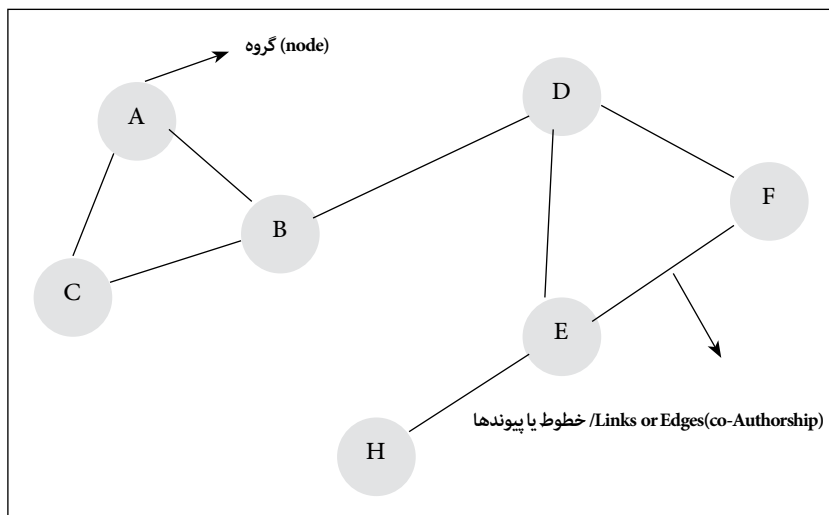 گروه (node)
A
D
F
B
C
E
خطوط یا پیوندها /Links or Edges(co-Authorship)
H